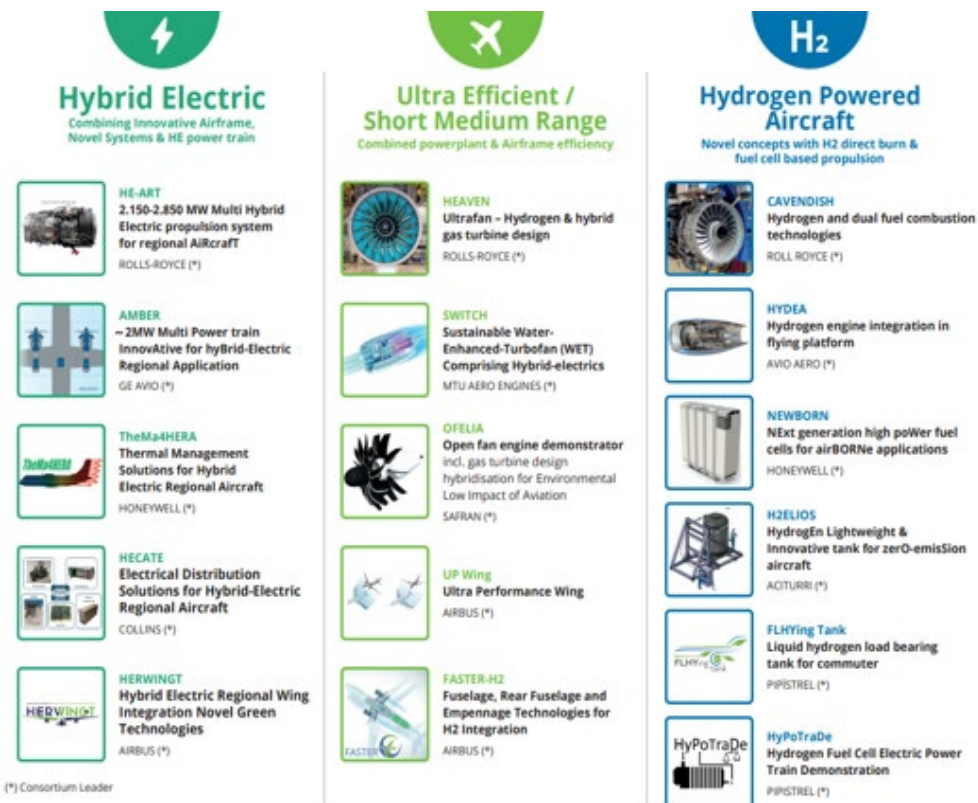 Hybrid Electric
Combining Innovative Airframe,
Novel Systems & HE power train
HE-ART
2.150-2.850 MW Multi Hybrid
Electric propulsion system
for regional AiRcrafT
ROLLS-ROYCE (*)
AMBER
~2MW Multi Power train
InnovAtive for hyBrid-Electric
Regional Application
GE AVIO (*)
TheMa4HERA
TheMa4HERA
Thermal Management
Solutions for Hybrid
Electric Regional Aircraft
HONEYWELL (*)
HECATE
Electrical Distribution
Solutions for Hybrid-Electric
Regional Aircraft
COLLINS (*)
HERWINGT
HERWINGT
Hybrid Electric Regional Wing
Integration Novel Green
Technologies
AIRBUS (*)
(*) Consortium Leader
Ultra Efficient /
Short Medium Range
Combined powerplant & Airframe efficiency
HEAVEN
Ultrafan – Hydrogen & hybrid
gas turbine design
ROLLS-ROYCE (*)
SWITCH
Sustainable Water-
Enhanced-Turbofan (WET)
Comprising Hybrid-electrics
MTU AERO ENGINES (*)
OFELIA
Open fan engine demonstrator
incl. gas turbine design
hybridisation for Environmental
Low Impact of Aviation
SAFRAN (*)
UP Wing
Ultra Performance Wing
AIRBUS (*)
FASTER
FASTER-H2
Fuselage, Rear Fuselage and
Empennage Technologies for
H2 Integration
AIRBUS (*)
H2
Hydrogen Powered
Aircraft
Novel concepts with H2 direct burn &
fuel cell based propulsion
CAVENDISH
Hydrogen and dual fuel combustion
technologies
ROLL ROYCE (*)
HYDEA
Hydrogen engine integration in
flying platform
AVIO AERO (*)
NEWBORN
NExt generation high poWer fuel
cells for airBORNe applications
HONEYWELL (*)
H2ELIOS
HydrogEn Lightweight &
Innovative tank for zerO-emisSion
aircraft
ACITURRI (*)
FLHYing tank
FLHYing Tank
Liquid hydrogen load bearing
tank for commuter
PIPİSTREL (*)
HyPoTraDe
HyPoTraDe
Hydrogen Fuel Cell Electric Power
Train Demonstration
PIPISTREL (*)